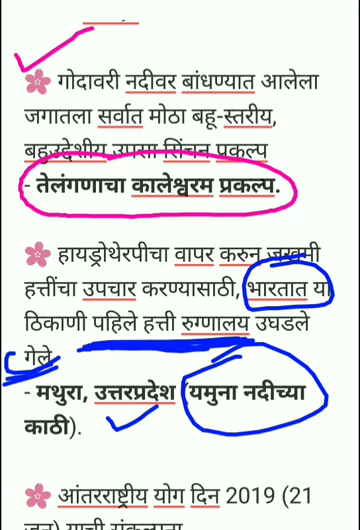 गोदावरी नदीवर बांधण्यात आलेला
जगातला सर्वात मोठा बहू-स्तरीय,
बहुउद्देशीय उपसा सिंचन प्रकल्प
- तेलंगणाचा कालेश्वरम प्रकल्प.
हायड्रोथेरपीचा वापर करुन जखमी
हत्तींचा उपचार करण्यासाठी, भारतात या
ठिकाणी पहिले हत्ती रुग्णालय उघडले
गेले
- मथुरा, उत्तरप्रदेश (यमुना नदीच्या
काठी).
आंतरराष्ट्रीय योग दिन 2019 (21